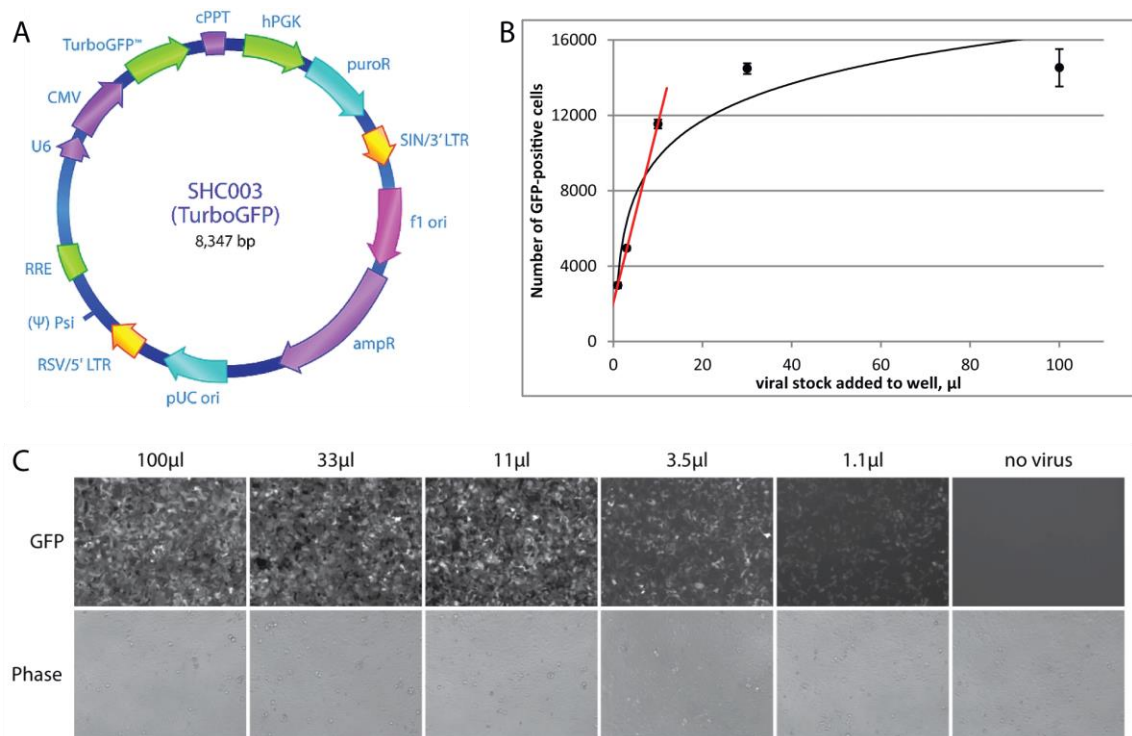 A
cPPT
hPGK
TurboGFP™
puroR
CMV
SIN/3' LTR
U6
SHC003
(TurboGFP)
8,347 bp
f1 ori
RRE
(Ψ) Psi
ampR
RSV/5' LTR
pUC ori
B
Number of GFP-positive cells
16000
12000
8000
4000
0
0
20
40
60
80
100
viral stock added to well, µl
C
100µl
33µl
11µl
3.5µl
1.1µl
no virus
GFP
Phase